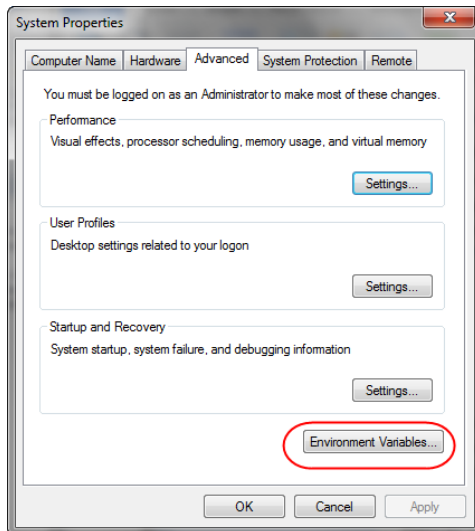 System Properties
Computer Name Hardware Advanced System Protection Remote
You must be logged on as an Administrator to make most of these changes.
Performance
Visual effects, processor scheduling, memory usage, and virtual memory
Settings...
User Profiles
Desktop settings related to your logon
Settings...
Startup and Recovery
System startup, system failure, and debugging information
Settings...
Environment Variables...
OK Cancel Apply